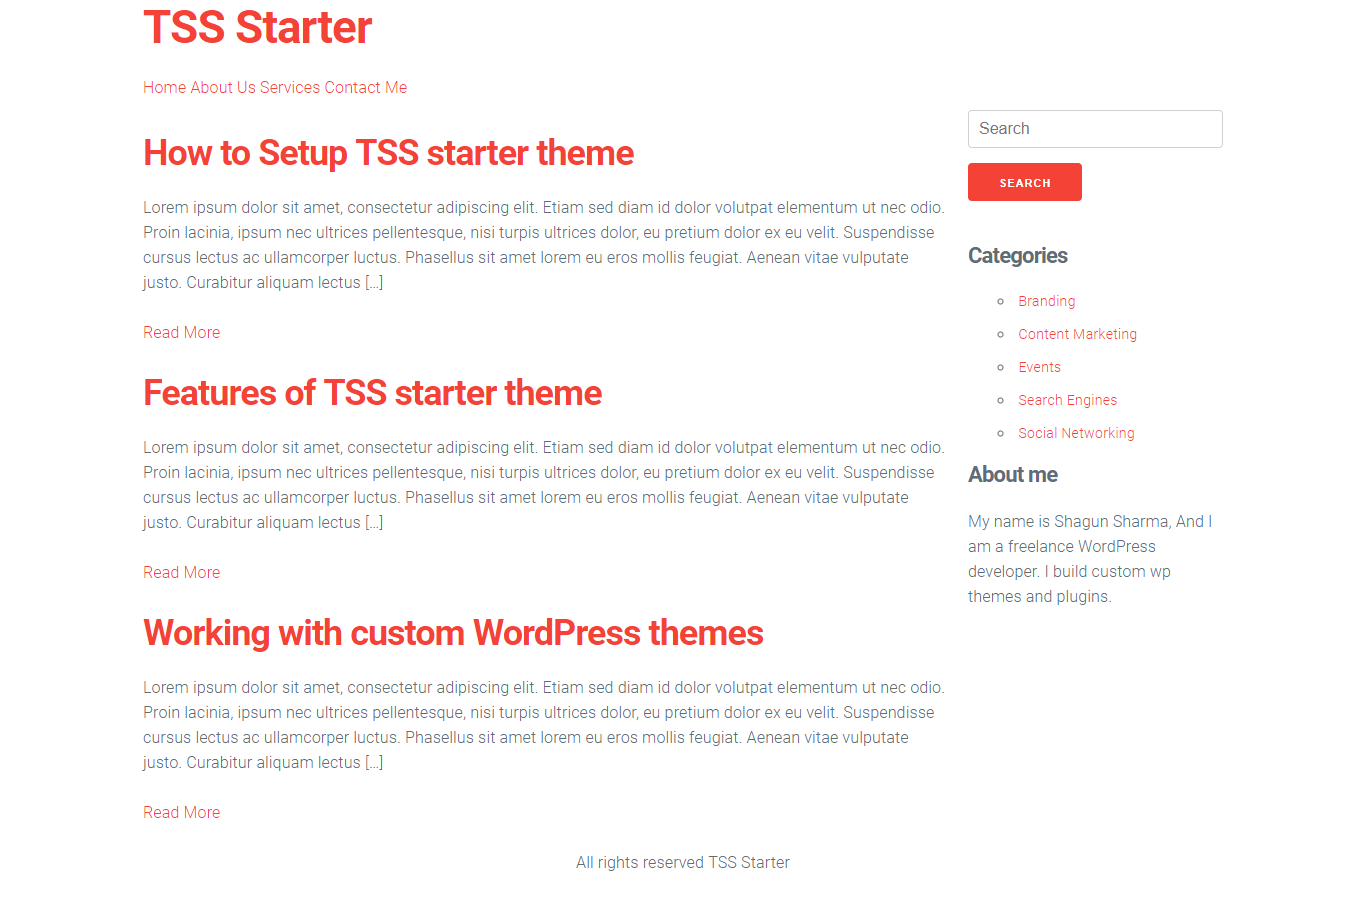 TSS Starter
Home About Us Services Contact Me
How to Setup TSS starter theme
Lorem ipsum dolor sit amet, consectetur adipiscing elit. Etiam sed diam id dolor volutpat elementum ut nec odio.
Proin lacinia, ipsum nec ultrices pellentesque, nisi turpis ultrices dolor, eu pretium dolor ex eu velit. Suspendisse
cursus lectus ac ullamcorper luctus. Phasellus sit amet lorem eu eros mollis feugiat. Aenean vitae vulputate
justo. Curabitur aliquam lectus [...]
Read More
Features of TSS starter theme
Lorem ipsum dolor sit amet, consectetur adipiscing elit. Etiam sed diam id dolor volutpat elementum ut nec odio.
Proin lacinia, ipsum nec ultrices pellentesque, nisi turpis ultrices dolor, eu pretium dolor ex eu velit. Suspendisse
cursus lectus ac ullamcorper luctus. Phasellus sit amet lorem eu eros mollis feugiat. Aenean vitae vulputate
justo. Curabitur aliquam lectus [...]
Read More
Working with custom WordPress themes
Lorem ipsum dolor sit amet, consectetur adipiscing elit. Etiam sed diam id dolor volutpat elementum ut nec odio.
Proin lacinia, ipsum nec ultrices pellentesque, nisi turpis ultrices dolor, eu pretium dolor ex eu velit. Suspendisse
cursus lectus ac ullamcorper luctus. Phasellus sit amet lorem eu eros mollis feugiat. Aenean vitae vulputate
justo. Curabitur aliquam lectus [...]
Read More
Search
SEARCH
Categories
Branding
Content Marketing
Events
Search Engines
Social Networking
About me
My name is Shagun Sharma, And I
am a freelance WordPress
developer. I build custom wp
themes and plugins.
All rights reserved TSS Starter